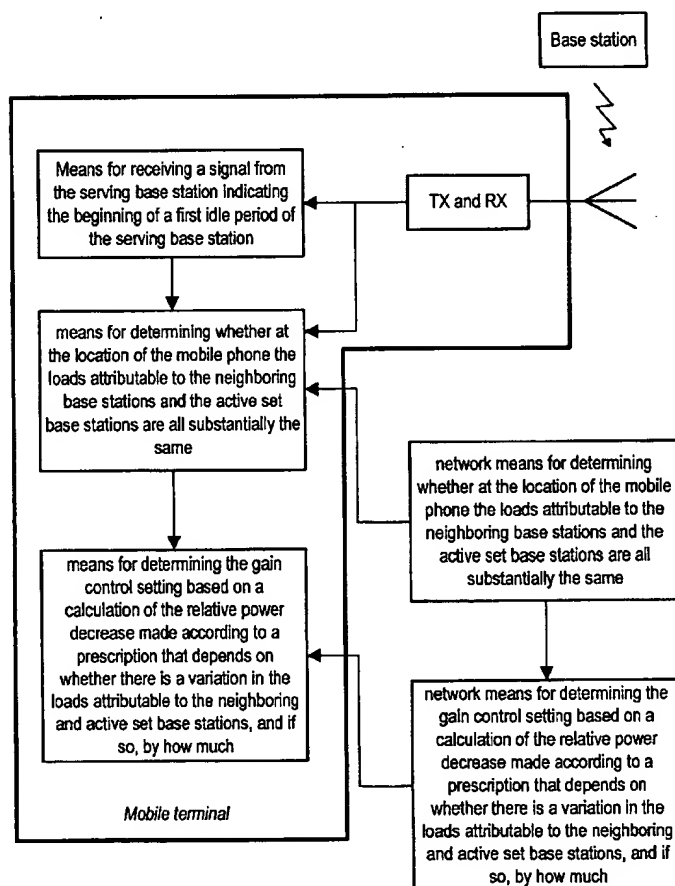 Base station
Means for receiving a signal from
the serving base station indicating
the beginning of a first idle period of
the serving base station
TX and RX
means for determining whether at
the location of the mobile phone the
loads attributable to the neighboring
base stations and the active set
base stations are all substantially the
same
network means for determining
whether at the location of the mobile
phone the loads attributable to the
neighboring base stations and the
active set base stations are all
substantially the same
means for determining the gain
control setting based on a
calculation of the relative power
decrease made according to a
prescription that depends on
whether there is a variation in the
loads attributable to the neighboring
and active set base stations, and if
so, by how much
network means for determining the
gain control setting based on a
calculation of the relative power
decrease made according to a
prescription that depends on
whether there is a variation in the
loads attributable to the neighboring
and active set base stations, and if
so, by how much
Mobile terminal